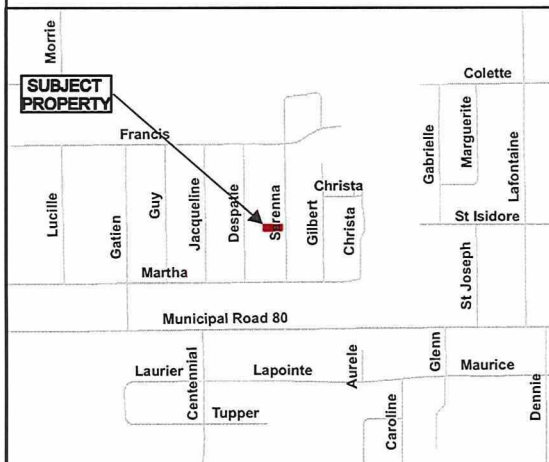 Morrie
SUBJECT
PROPERTY
Colette
Francis
Gabrielle
Marguerite
Lafontaine
Lucille
Gatien
Guy
Jacqueline
Despatie
Serenna
Gilbert
Christa
Christa
St Isidore
Martha
St Joseph
Municipal Road 80
Laurier
Centennial
Lapointe
Aurele
Glenn
Maurice
Tupper
Caroline
Dennie